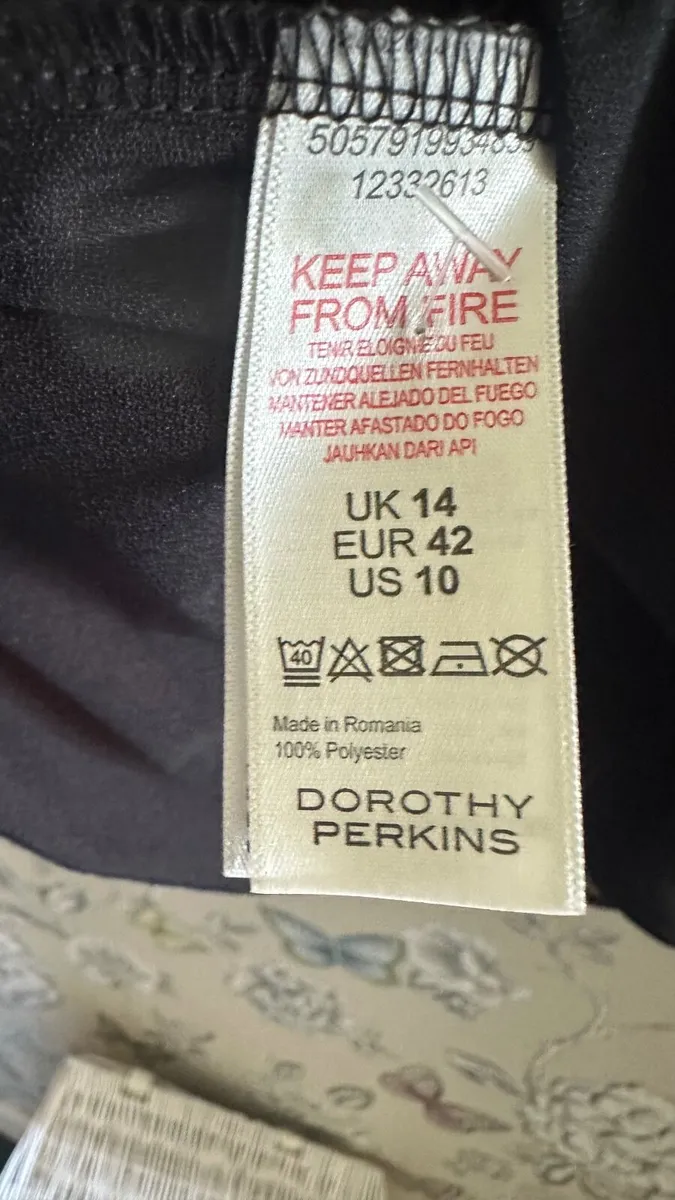 12332613
KEEP AWAY
FROM FIRE
TENIR ELOIGNE DU FEU
VON ZUNDQUELLEN FERNHALTEN
MANTENER ALEJADO DEL FUEGO
MANTER AFASTADO DO FOGO
JAUHKAN DARI API
UK 14
EUR 42
US 10
40
Made in Romania
100% Polyester
DOROTHY
PERKINS